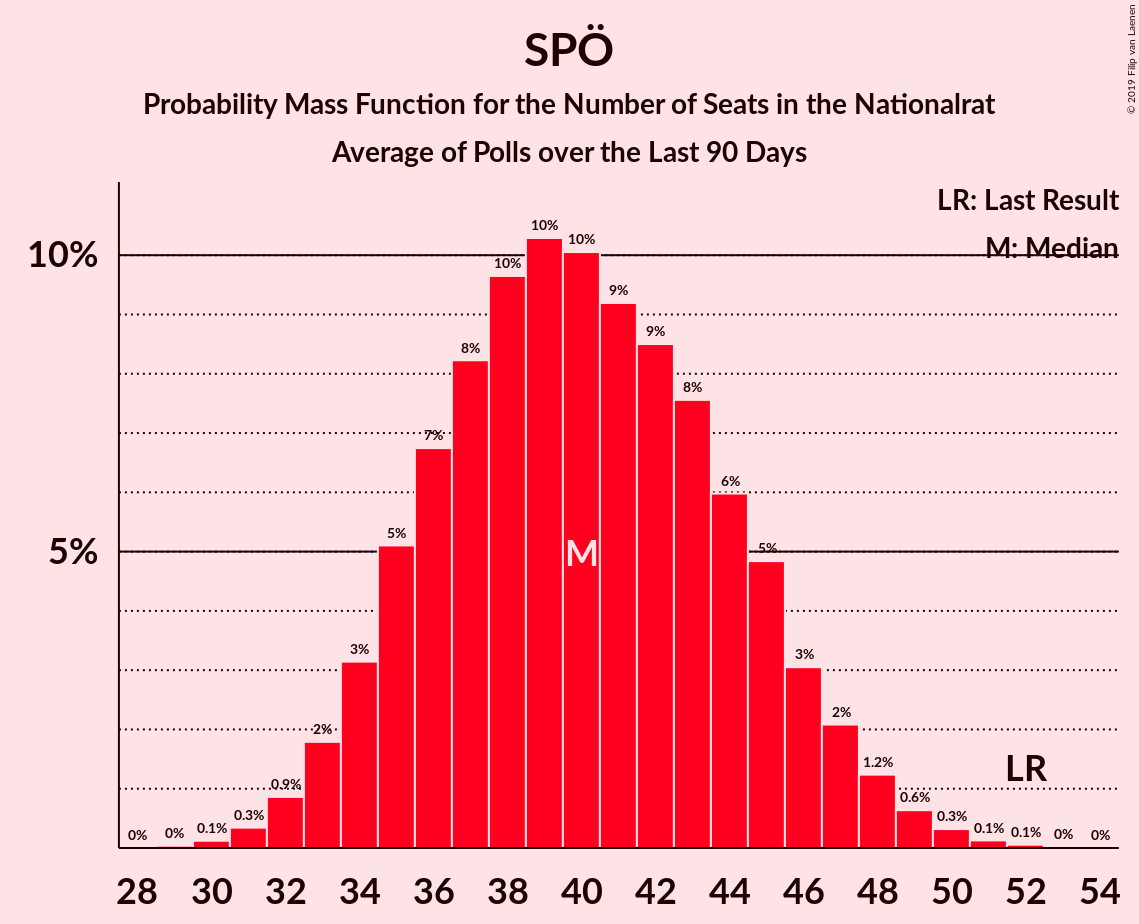 SPÖ
Probability Mass Function for the Number of Seats in the Nationalrat
Average of Polls over the Last 90 Days
© 2019 Filip van Laenen
LR: Last Result
M: Median
10%
5%
0% 0% 0.1% 0.3% 0.9% 2% 3% 5% 7% 8% 10% 10% 10% 9% 9% 8% 6% 5% 3% 2% 1.2% 0.6% 0.3% 0.1% 0.1% 0% 0%
M
LR
28 30 32 34 36 38 40 42 44 46 48 50 52 54